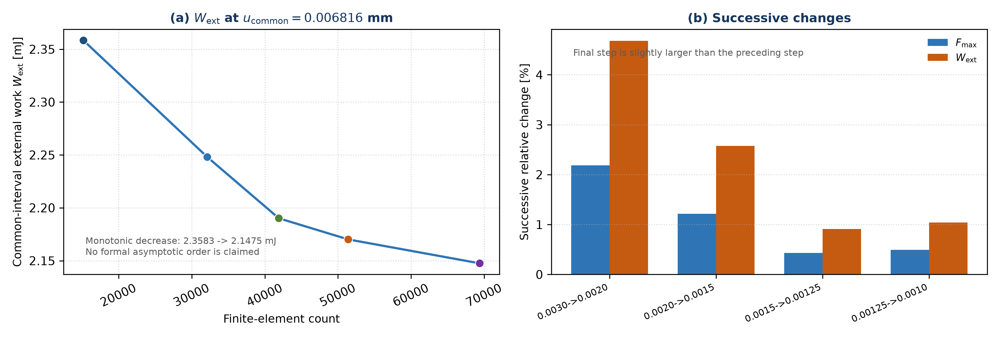 (a) W_ext at u_common = 0.006816 mm
Common-interval external work W_ext [mJ]
2.35
2.30
2.25
2.20
2.15
Monotonic decrease: 2.3583 -> 2.1475 mJ
No formal asymptotic order is claimed
20000
30000
40000
50000
60000
70000
Finite-element count
(b) Successive changes
Successive relative change [%]
4
3
2
1
0
Final step is slightly larger than the preceding step
F_max
W_ext
0.0030->0.0020
0.0020->0.0015
0.0015->0.00125
0.00125->0.0010